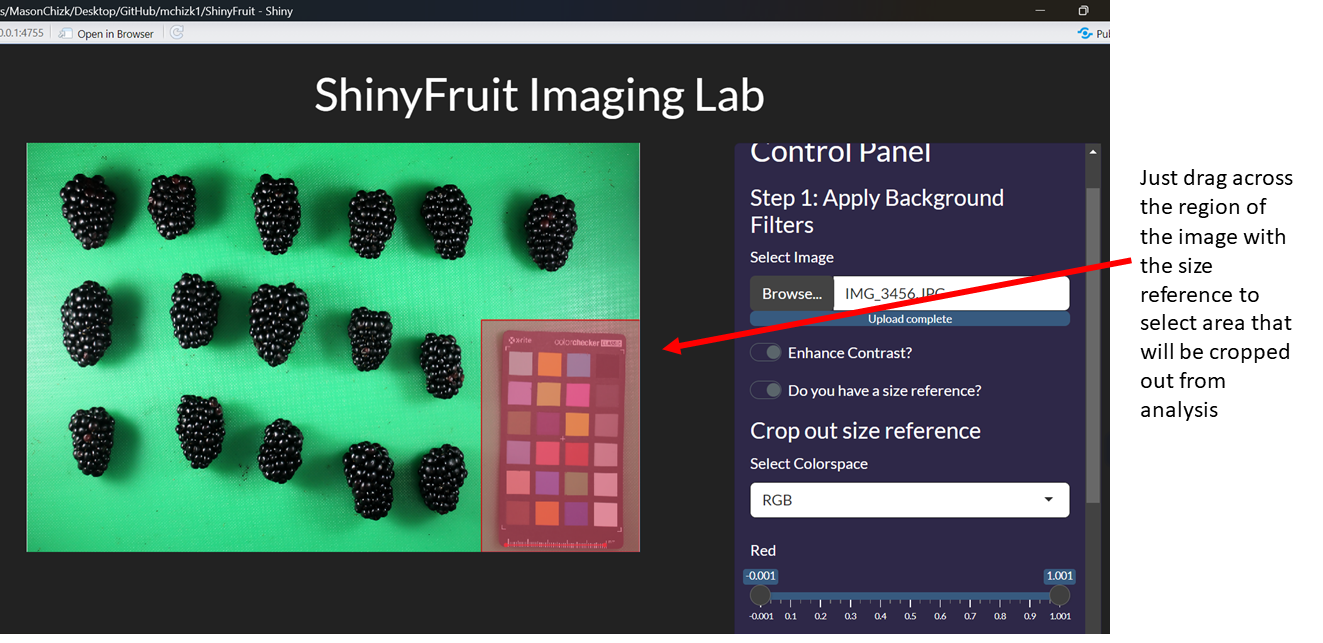 s/MasonChizk/Desktop/GitHub/mchizk1/ShinyFruit - Shiny
0.0.1:4755
Open in Browser
Pul
ShinyFruit Imaging Lab
x-rite
colorchecker CLASSIC
Control Panel
Step 1: Apply Background
Filters
Select Image
Browse...
IMG_3456.JPG
Upload complete
Enhance Contrast?
Do you have a size reference?
Crop out size reference
Select Colorspace
RGB
Red
-0.001
1.001
-0.001 0.1 0.2 0.3 0.4 0.5 0.6 0.7 0.8 0.9 1.001
Just drag across
the region of
the image with
the size
reference to
select area that
will be cropped
out from
analysis